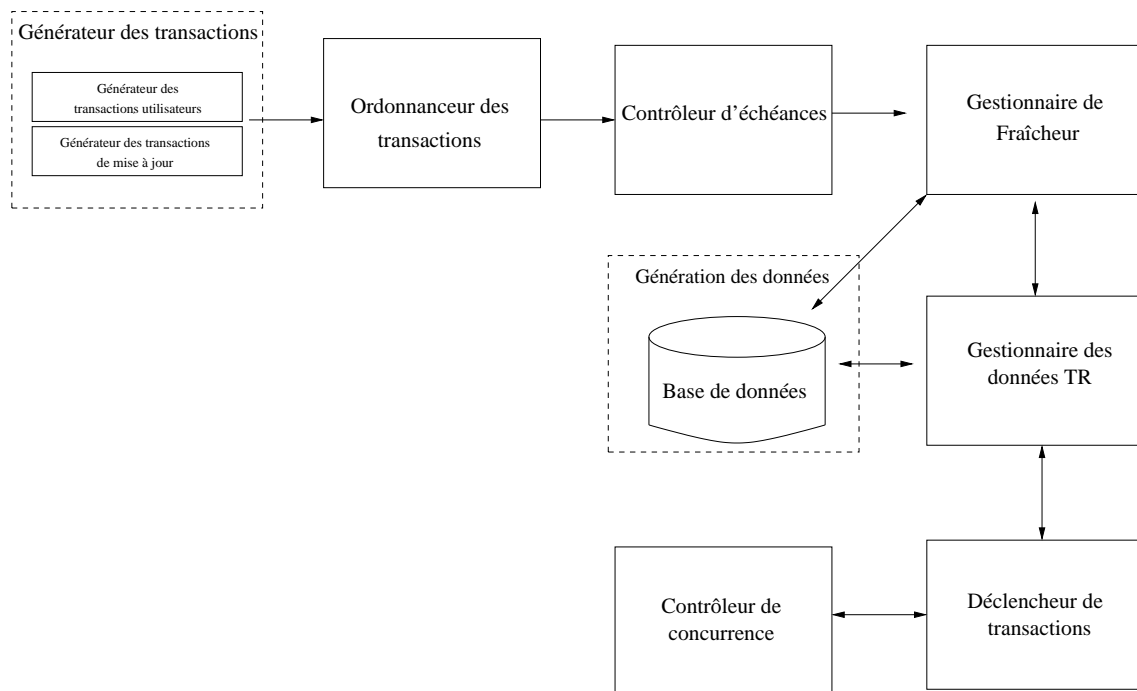 Générateur des transactions
Générateur des
transactions utilisateurs
Générateur des transactions
de mise à jour
Ordonnanceur des
transactions
Contrôleur d'échéances
Gestionnaire de
Fraîcheur
Génération des données
Base de données
Gestionnaire des
données TR
Contrôleur de
concurrence
Déclencheur de
transactions